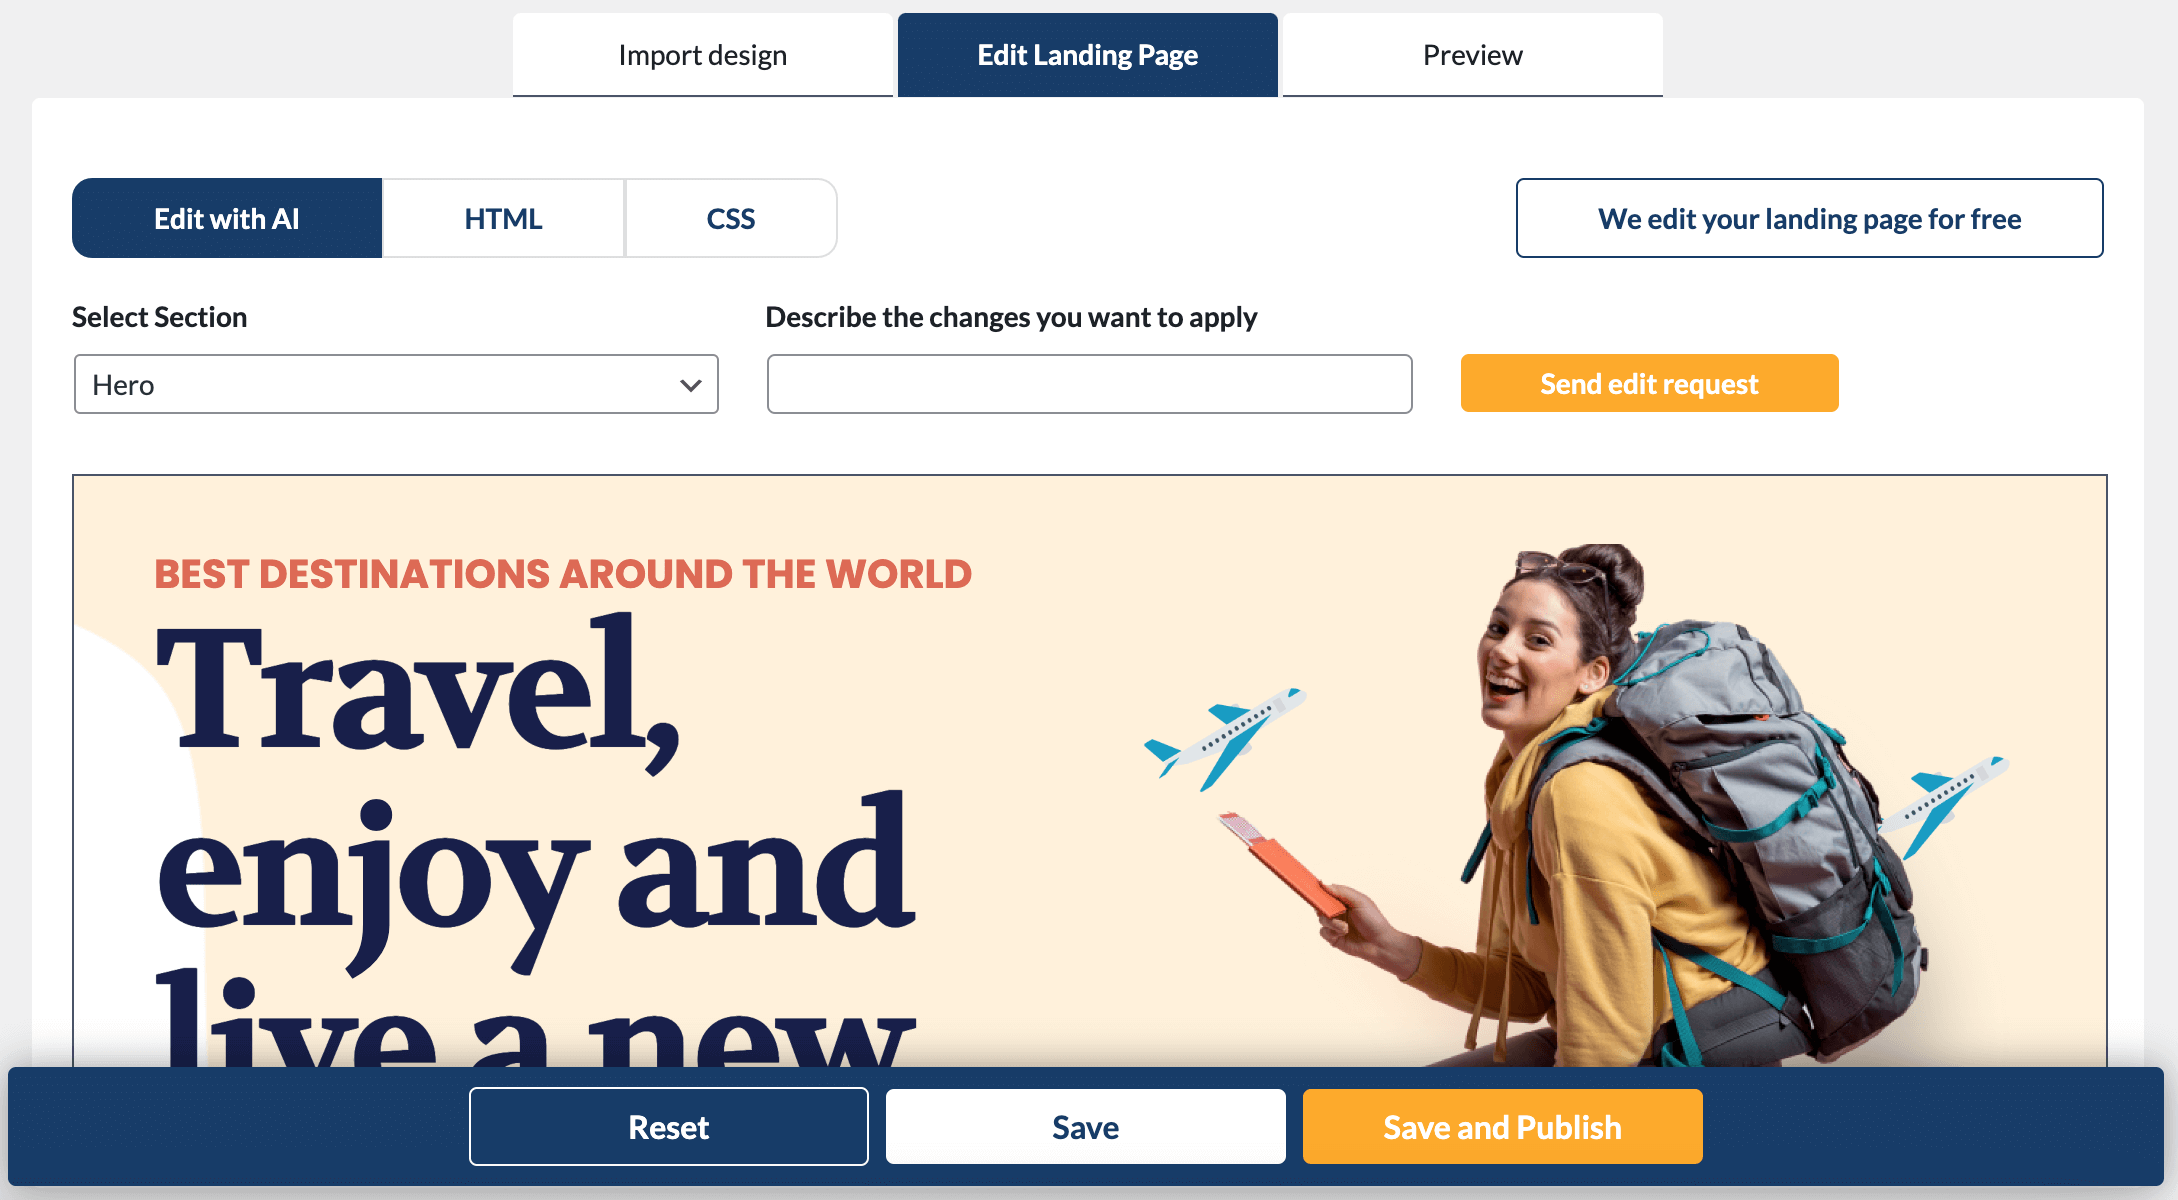 Import design
Edit Landing Page
Preview
Edit with AI
HTML
CSS
We edit your landing page for free
Select Section
Describe the changes you want to apply
Hero
Send edit request
BEST DESTINATIONS AROUND THE WORLD
Travel,
enjoy and
live a new
Reset
Save
Save and Publish